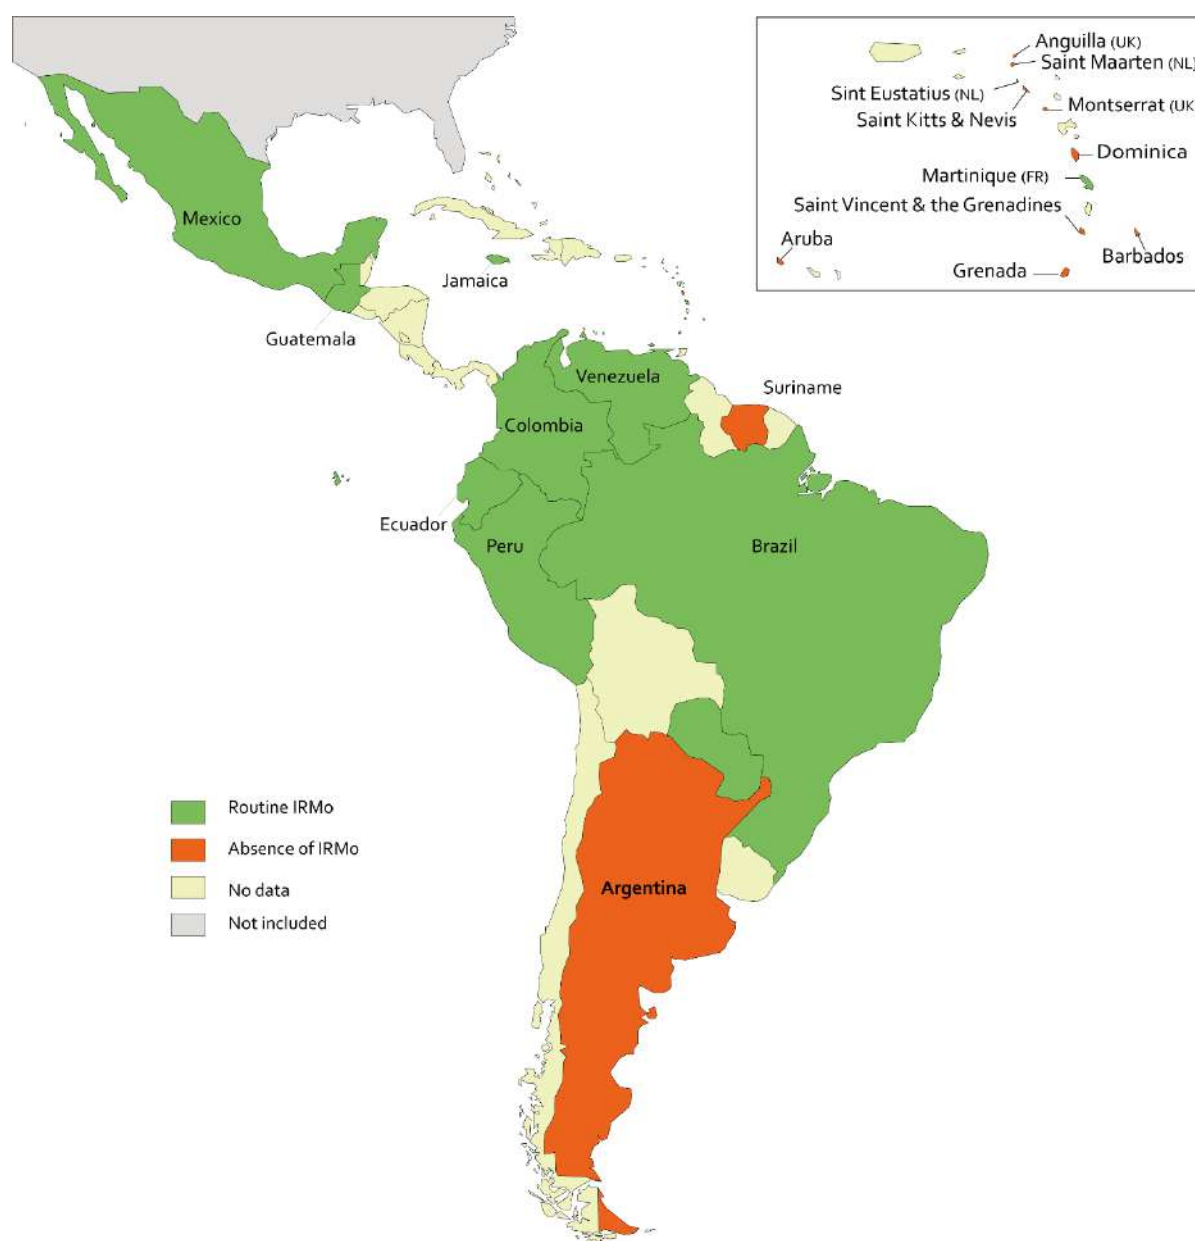 Anguilla (UK)
Saint Maarten (NL)
Sint Eustatius (NL)
Saint Kitts & Nevis
Montserrat (UK
Dominica
Martinique (FR)
Saint Vincent & the Grenadines
Aruba
Barbados
Grenada
Mexico
Jamaica
Guatemala
Venezuela
Suriname
Colombia
Ecuador
Peru
Brazil
Routine IRMo
Absence of IRMo
No data
Not included
Argentina